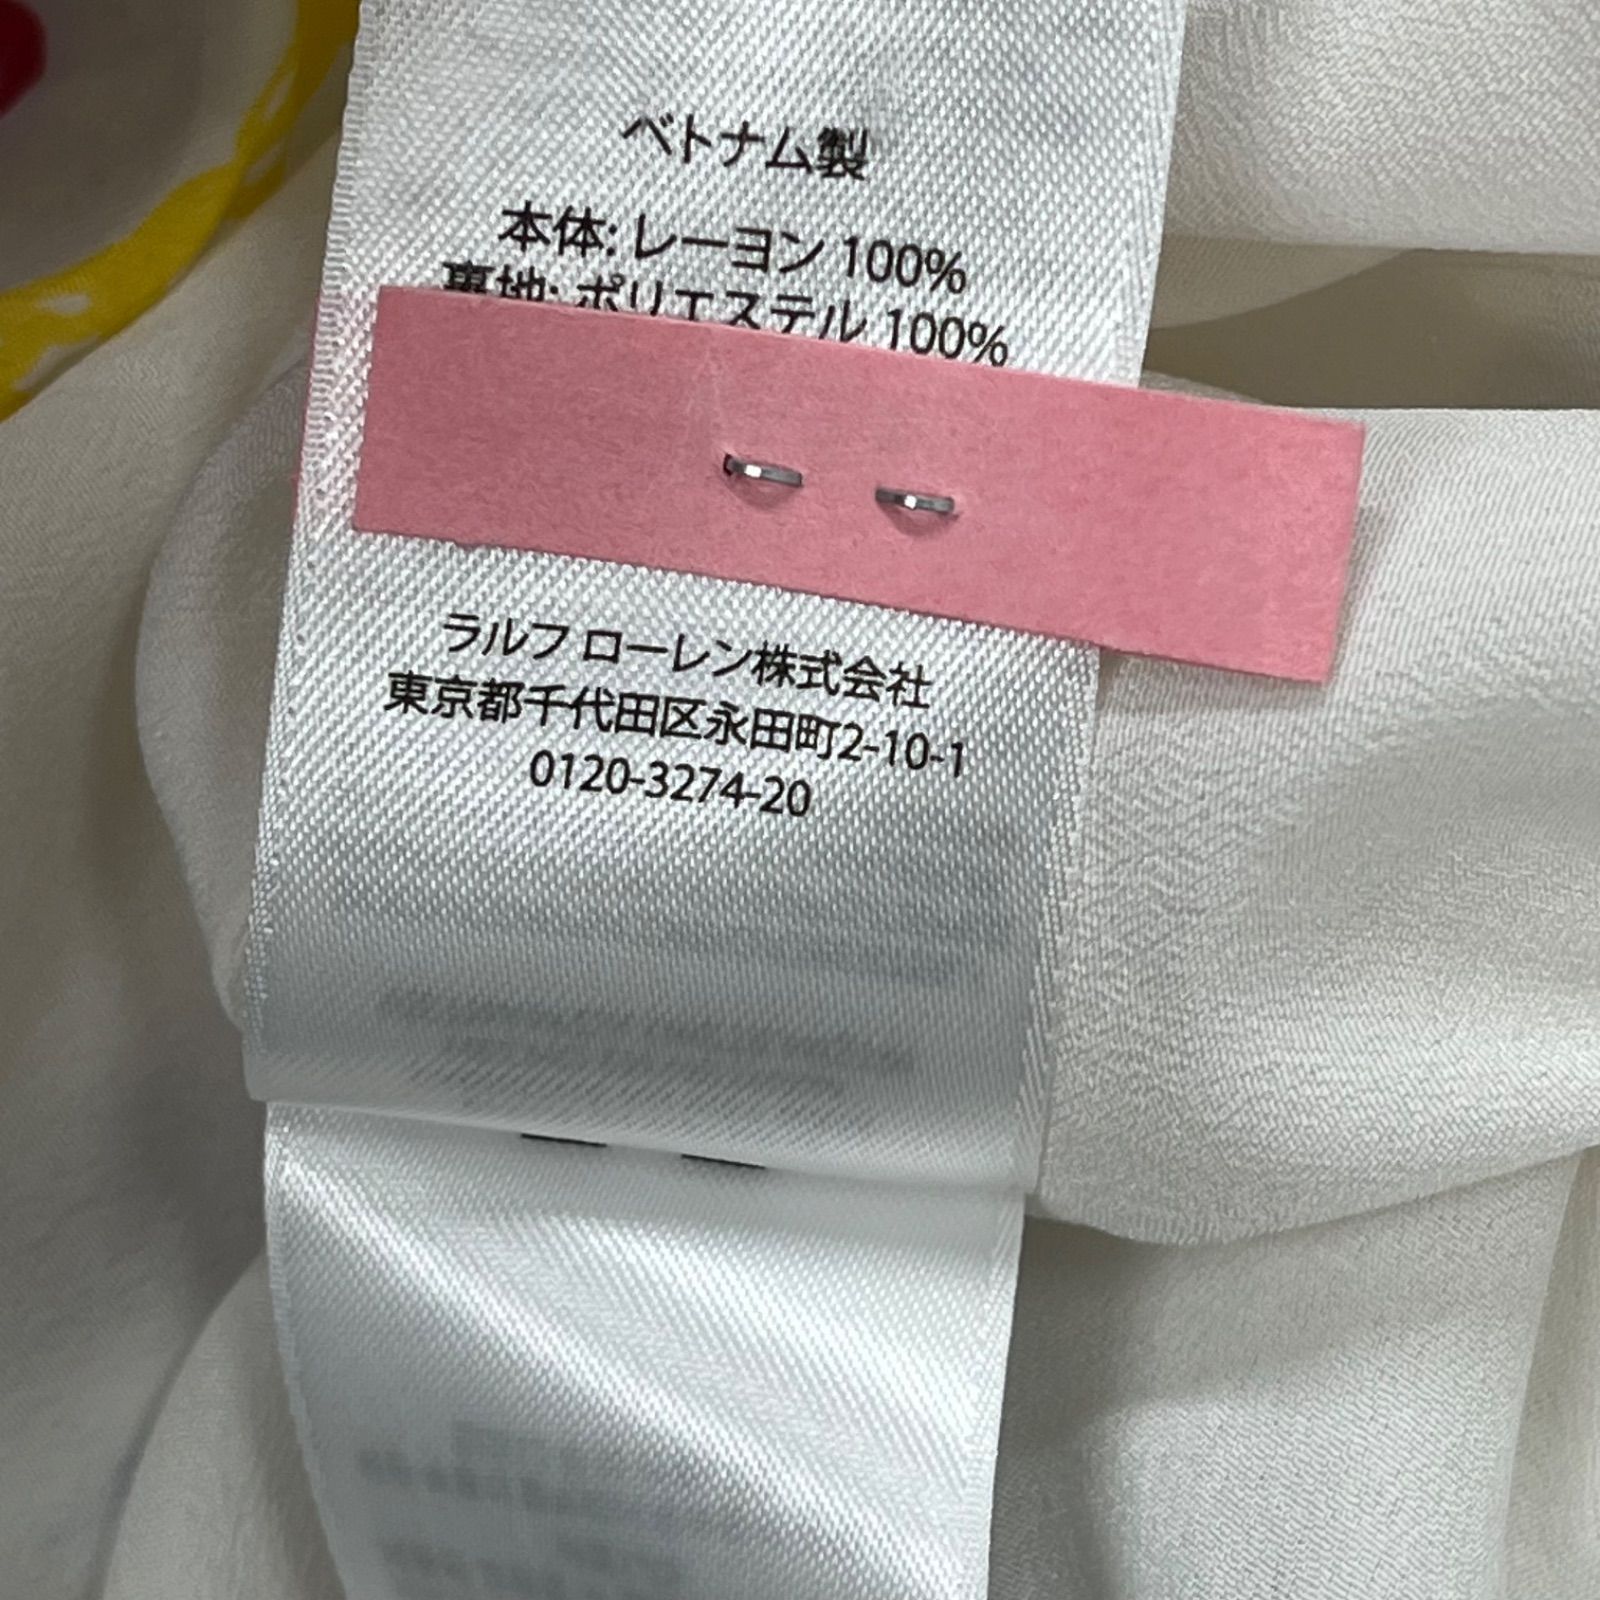 ベトナム製
本体: レーヨン 100%
裏地: ポリエステル 100%
ラルフ ローレン株式会社
東京都千代田区永田町2-10-1
0120-3274-20